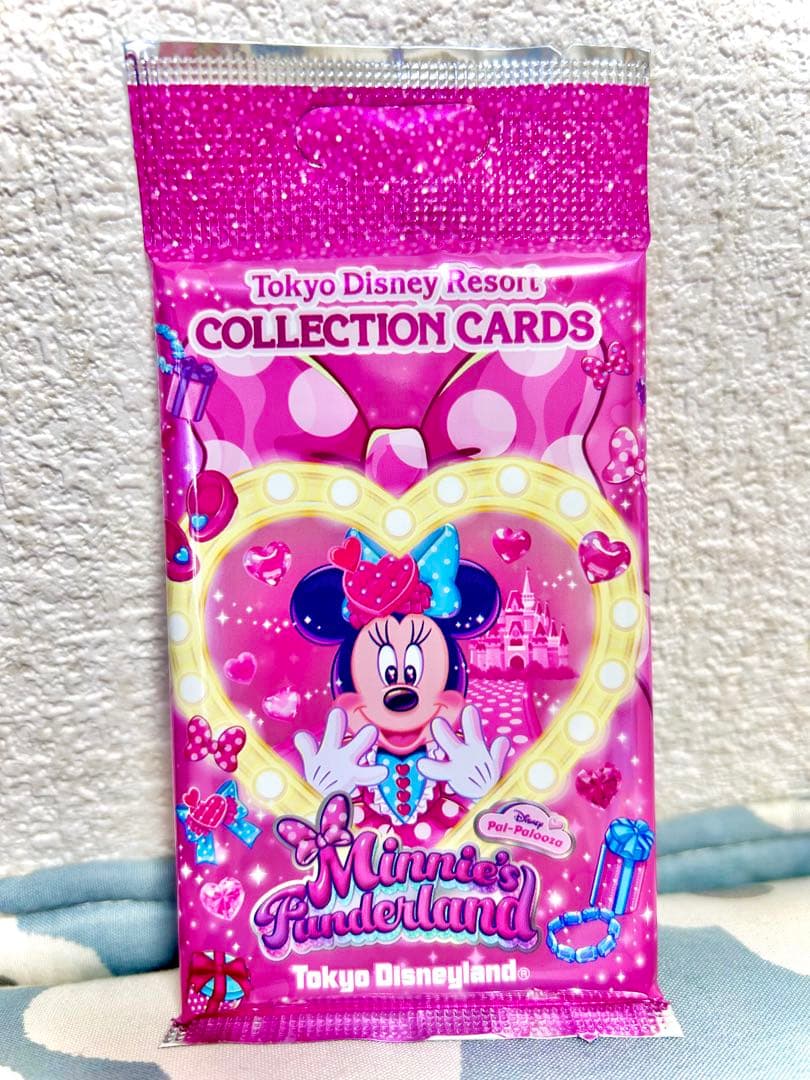 Tokyo Disney Resort
COLLECTION CARDS
Disney
Pal-Palooza
Minnie's
Funderland
Tokyo Disneyland®